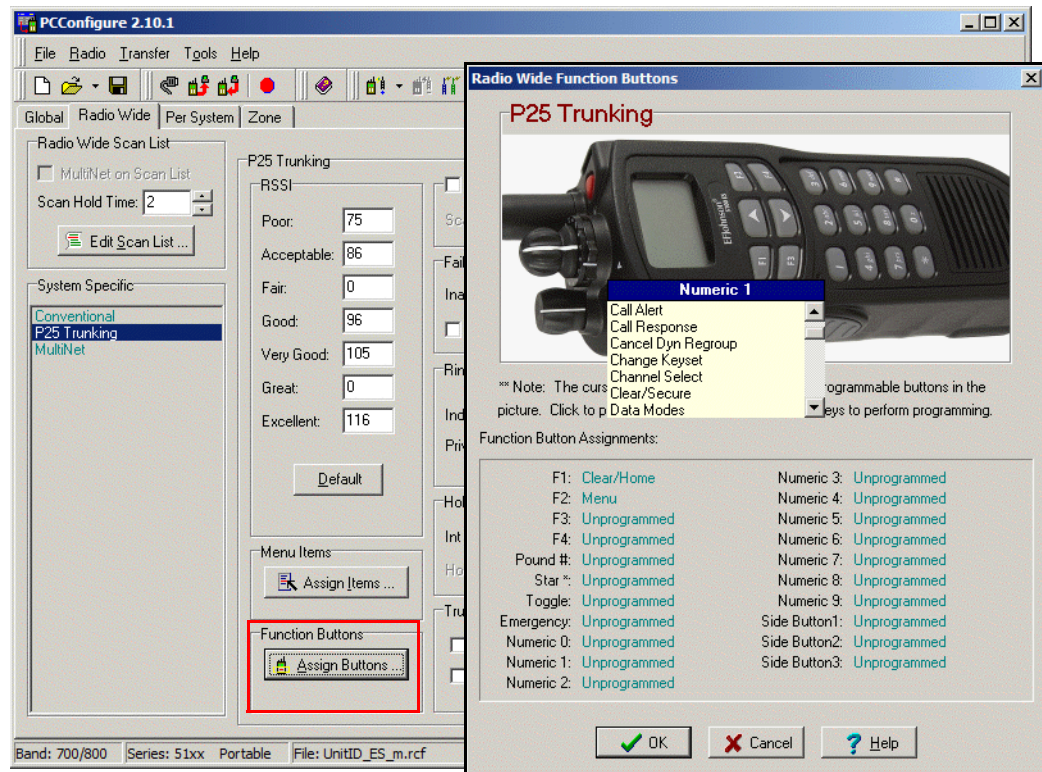 PCConfigure 2.10.1
File Radio Transfer Tools Help
Global Radio Wide Per System Zone
Radio Wide Scan List
MultiNet on Scan List
Scan Hold Time: 2
Edit Scan List ...
System Specific
Conventional
P25 Trunking
MultiNet
P25 Trunking
RSSI
Poor: 75
Acceptable: 86
Fair: 0
Good: 96
Very Good: 105
Great: 0
Excellent: 116
Default
Menu Items
Assign Items ...
Function Buttons
Assign Buttons ...
Band: 700/800 Series: 51xx Portable File: UnitID_ES_m.rcf
Radio Wide Function Buttons
P25 Trunking
EFJohnson
F1
F3
Numeric 1
Call Alert
Call Response
Cancel Dyn Regroup
Change Keyset
Channel Select
Clear/Secure
Data Modes
** Note: The curs
rogrammable buttons in the
picture. Click to p
eys to perform programming.
Function Button Assignments:
F1: Clear/Home
F2: Menu
F3: Unprogrammed
F4: Unprogrammed
Pound #: Unprogrammed
Star *: Unprogrammed
Toggle: Unprogrammed
Emergency: Unprogrammed
Numeric 0: Unprogrammed
Numeric 1: Unprogrammed
Numeric 2: Unprogrammed
Numeric 3: Unprogrammed
Numeric 4: Unprogrammed
Numeric 5: Unprogrammed
Numeric 6: Unprogrammed
Numeric 7: Unprogrammed
Numeric 8: Unprogrammed
Numeric 9: Unprogrammed
Side Button1: Unprogrammed
Side Button2: Unprogrammed
Side Button3: Unprogrammed
OK
Cancel
Help